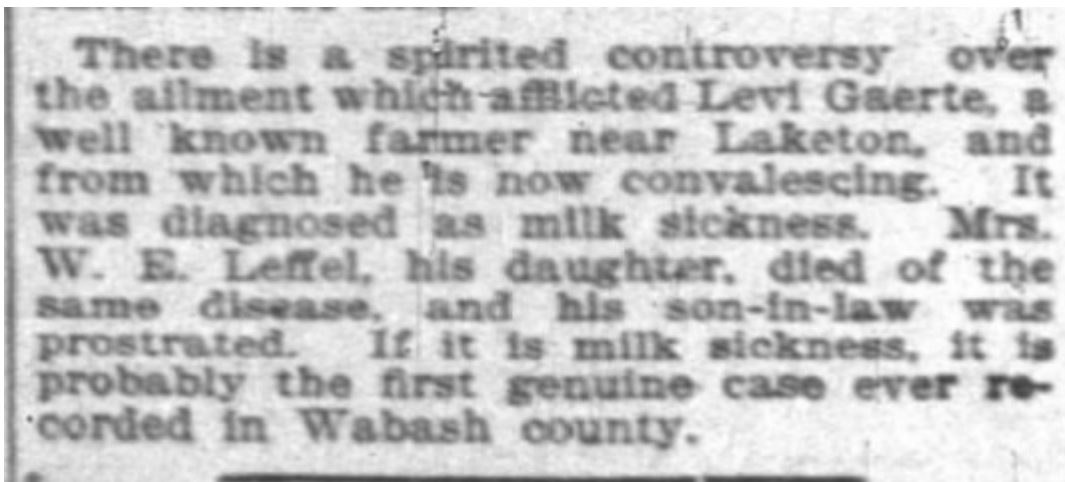 There is a spirited controversy over
the ailment which afflicted Levi Gaerte, a
well known farmer near Laketon, and
from which he is now convalescing. It
was diagnosed as milk sickness. Mrs.
W. E. Leffel, his daughter, died of the
same disease, and his son-in-law was
prostrated. If it is milk sickness, it is
probably the first genuine case ever re-
corded in Wabash county.